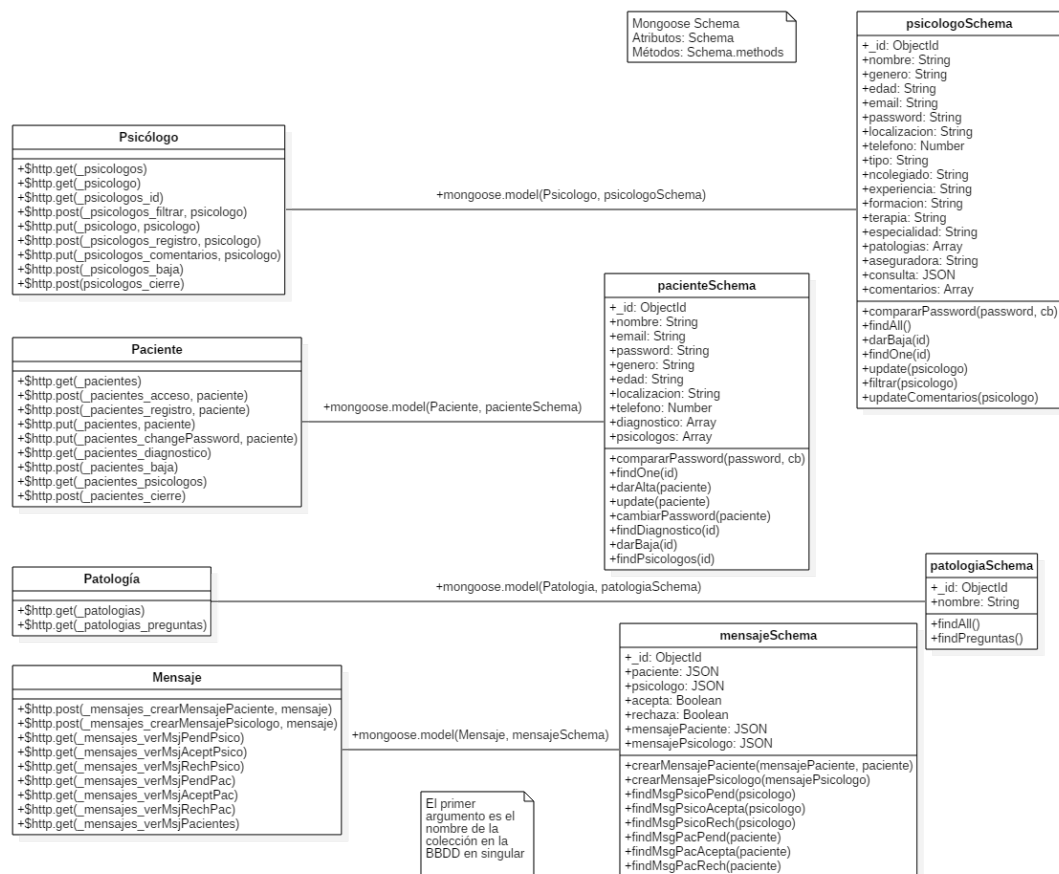 Mongoose Schema
Atributos: Schema
Métodos: Schema.methods
psicologoSchema
+_id: ObjectId
+nombre: String
+genero: String
+edad: String
+email: String
+password: String
+localizacion: String
+telefono: Number
+tipo: String
+ncolegiado: String
+experiencia: String
+formacion: String
+terapia: String
+especialidad: String
+patologias: Array
+aseguradora: String
+consulta: JSON
+comentarios: Array
+compararPassword(password, cb)
+findAll()
+darBaja(id)
+findOne(id)
+update(psicologo)
+filtrar(psicologo)
+updateComentarios(psicologo)
Psicólogo
+$http.get(_psicologos)
+$http.get(_psicologo)
+$http.get(_psicologos_id)
+$http.post(_psicologos_filtrar, psicologo)
+$http.put(_psicologo, psicologo)
+$http.post(_psicologos_registro, psicologo)
+$http.put(_psicologos_comentarios, psicologo)
+$http.post(_psicologos_baja)
+$http.post(psicologos_cierre)
+mongoose.model(Psicologo, psicologoSchema)
pacienteSchema
+_id: ObjectId
+nombre: String
+email: String
+password: String
+genero: String
+edad: String
+localizacion: String
+telefono: Number
+diagnostico: Array
+psicologos: Array
+compararPassword(password, cb)
+findOne(id)
+darAlta(paciente)
+update(paciente)
+cambiarPassword(paciente)
+findDiagnostico(id)
+darBaja(id)
+findPsicologos(id)
Paciente
+$http.get(_pacientes)
+$http.post(_pacientes_acceso, paciente)
+$http.post(_pacientes_registro, paciente)
+$http.put(_pacientes, paciente)
+$http.put(_pacientes_changePassword, paciente)
+$http.get(_pacientes_diagnostico)
+$http.post(_pacientes_baja)
+$http.get(_pacientes_psicologos)
+$http.post(_pacientes_cierre)
+mongoose.model(Paciente, pacienteSchema)
Patología
+$http.get(_patologias)
+$http.get(_patologias_preguntas)
+mongoose.model(Patologia, patologiaSchema)
patologiaSchema
+_id: ObjectId
+nombre: String
+findAll()
+findPreguntas()
Mensaje
+$http.post(_mensajes_crearMensajePaciente, mensaje)
+$http.post(_mensajes_crearMensajePsicologo, mensaje)
+$http.get(_mensajes_verMsjPendPsico)
+$http.get(_mensajes_verMsjAceptPsico)
+$http.get(_mensajes_verMsjRechPsico)
+$http.get(_mensajes_verMsjPendPac)
+$http.get(_mensajes_verMsjAceptPac)
+$http.get(_mensajes_verMsjRechPac)
+$http.get(_mensajes_verMsjPacientes)
+mongoose.model(Mensaje, mensajeSchema)
mensajeSchema
+_id: ObjectId
+paciente: JSON
+psicologo: JSON
+acepta: Boolean
+rechaza: Boolean
+mensajePaciente: JSON
+mensajePsicologo: JSON
+crearMensajePaciente(mensajePaciente, paciente)
+crearMensajePsicologo(mensajePsicologo)
+findMsgPsicoPend(psicologo)
+findMsgPsicoAcepta(psicologo)
+findMsgPsicoRech(psicologo)
+findMsgPacPend(paciente)
+findMsgPacAcepta(paciente)
+findMsgPacRech(paciente)
El primer
argumento es el
nombre de la
colección en la
BBDD en singular